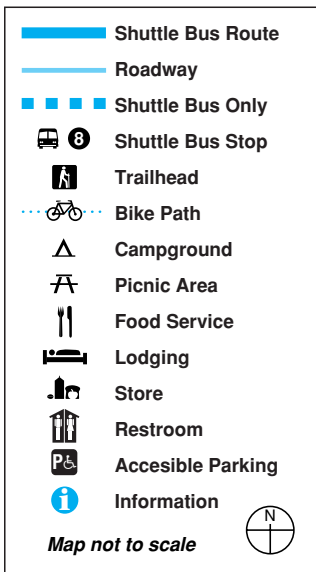 Shuttle Bus Route
Roadway
Shuttle Bus Only
8 Shuttle Bus Stop
Trailhead
Bike Path
Campground
Picnic Area
Food Service
Lodging
Store
Restroom
P Accesible Parking
i Information
N
Map not to scale